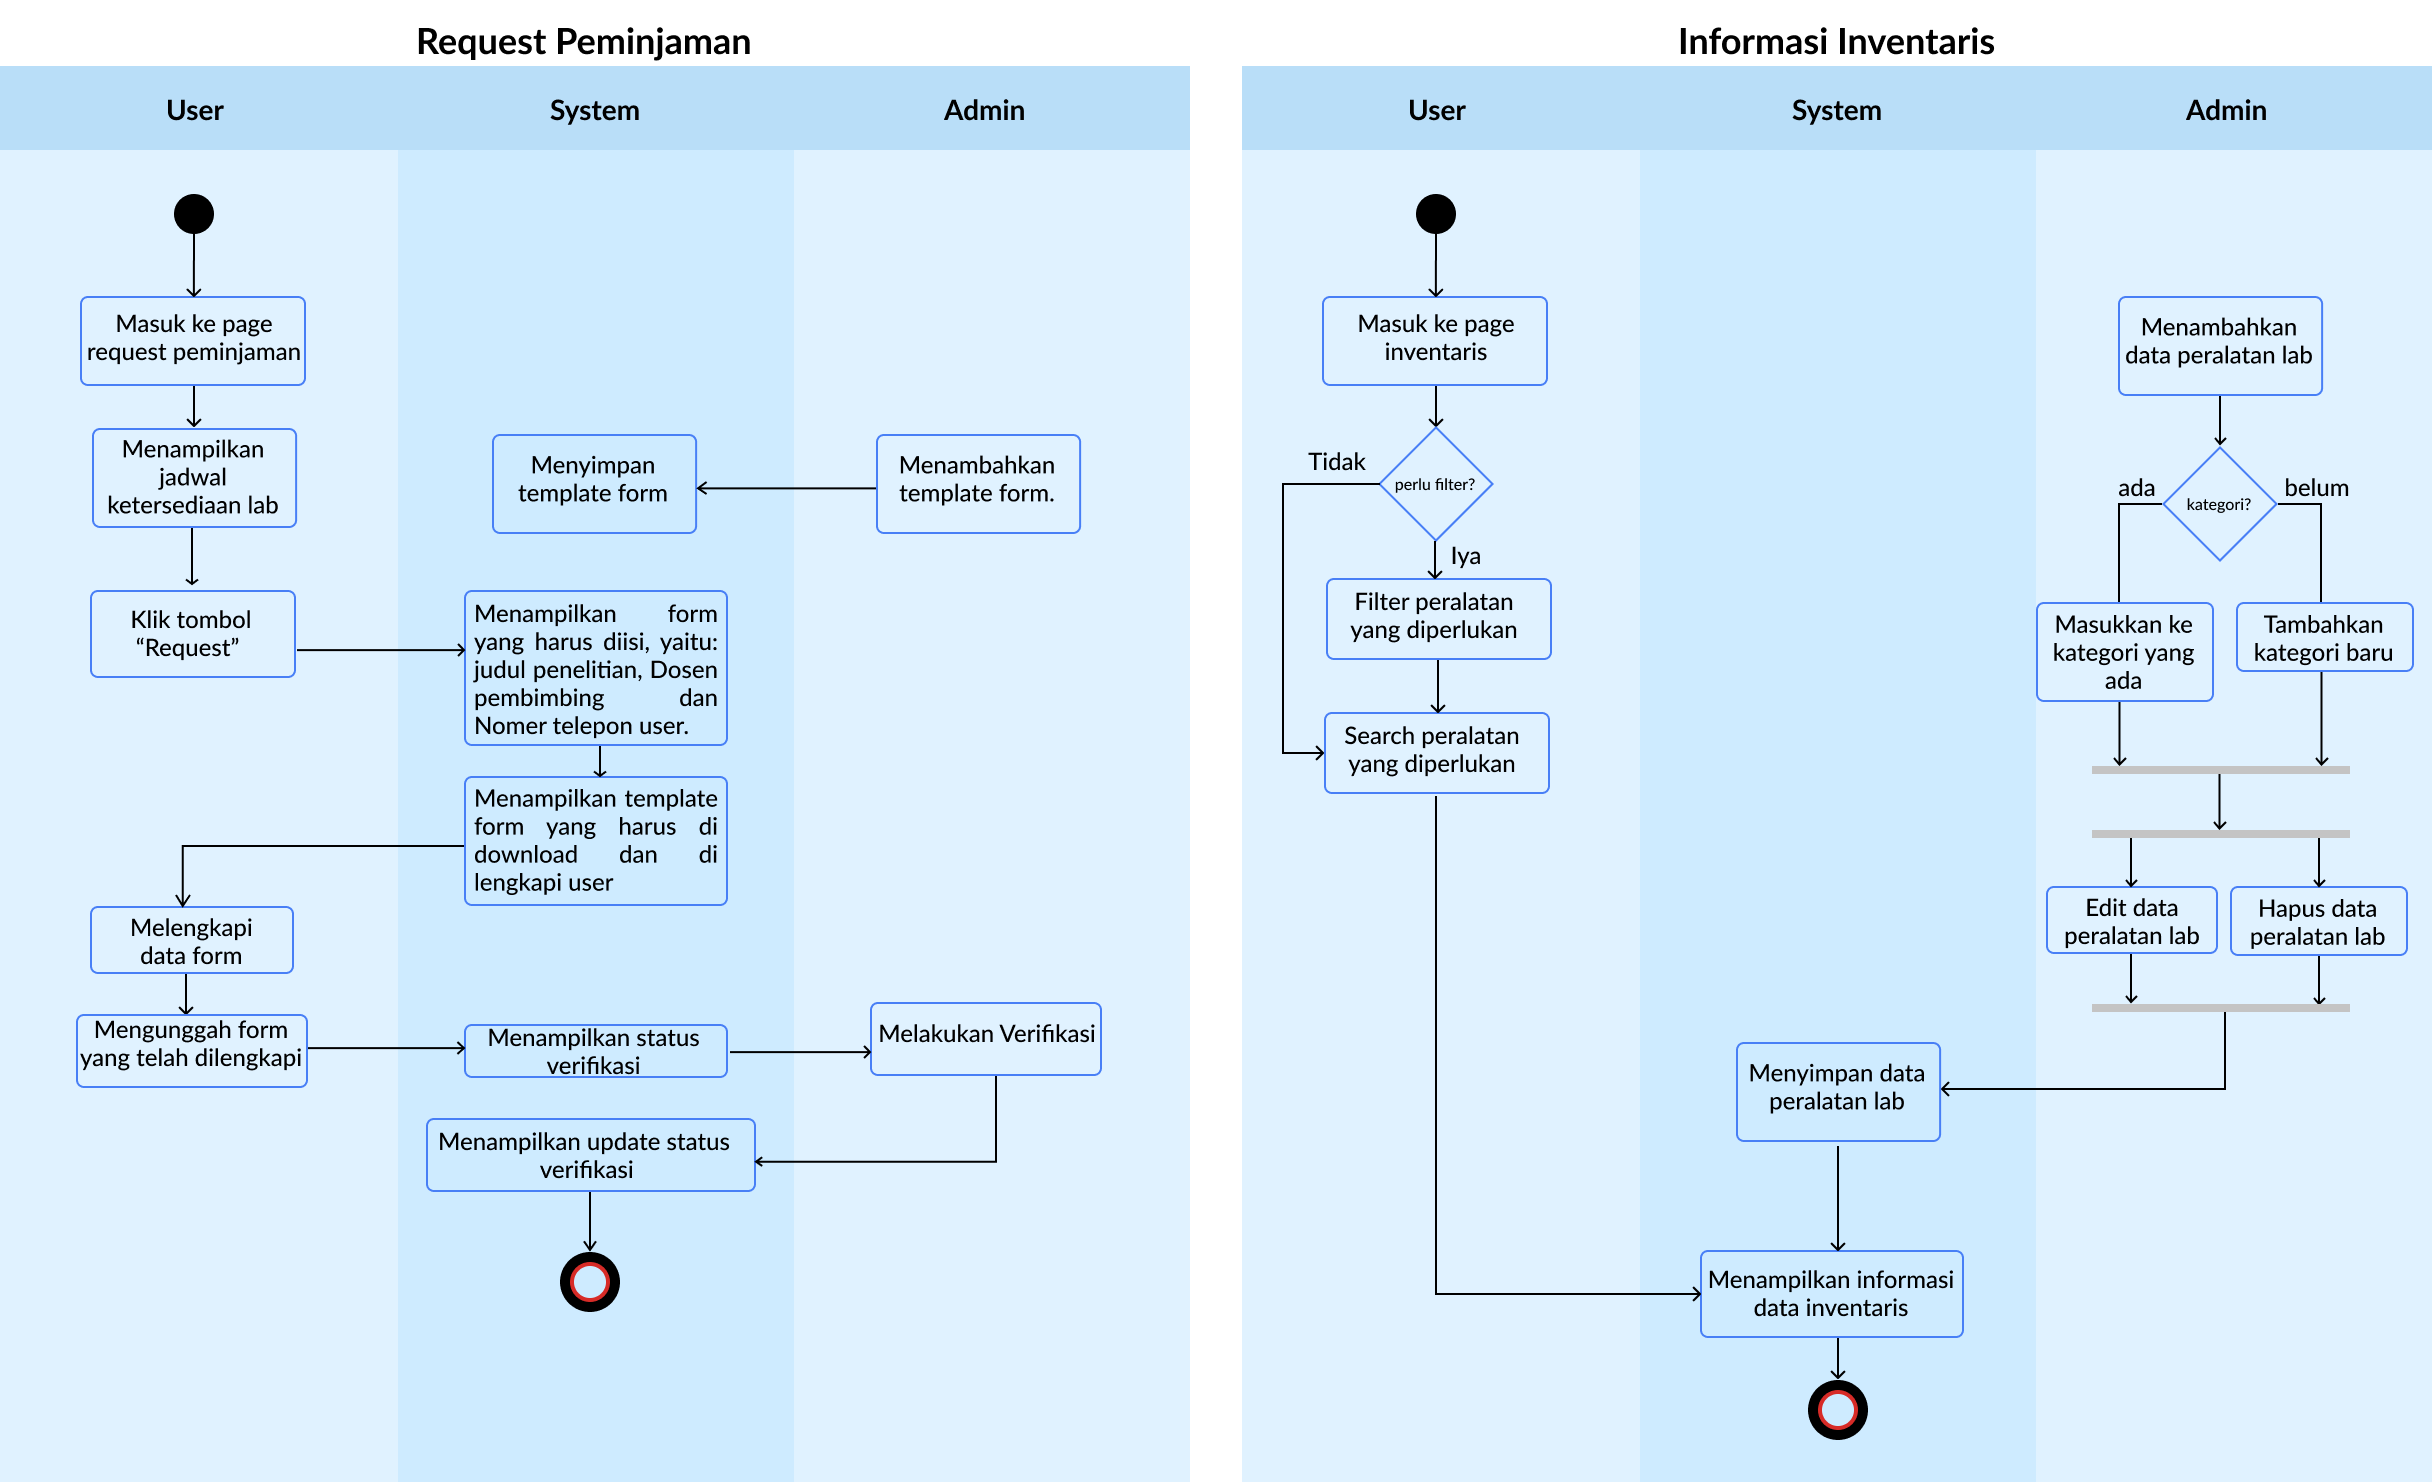 Request Peminjaman
User
System
Admin
Masuk ke page
request peminjaman
Menampilkan
jadwal
ketersediaan lab
Menyimpan
template form
Menambahkan
template form.
Klik tombol
“Request”
Menampilkan form
yang harus diisi, yaitu:
judul penelitian, Dosen
pembimbing dan
Nomer telepon user.
Menampilkan template
form yang harus di
download dan di
lengkapi user
Melengkapi
data form
Mengunggah form
yang telah dilengkapi
Menampilkan status
verifikasi
Melakukan Verifikasi
Menampilkan update status
verifikasi
Informasi Inventaris
User
System
Admin
Masuk ke page
inventaris
Menambahkan
data peralatan lab
Tidak
perlu filter?
Iya
ada
kategori?
belum
Filter peralatan
yang diperlukan
Masukkan ke
kategori yang
ada
Tambahkan
kategori baru
Search peralatan
yang diperlukan
Edit data
peralatan lab
Hapus data
peralatan lab
Menyimpan data
peralatan lab
Menampilkan informasi
data inventaris